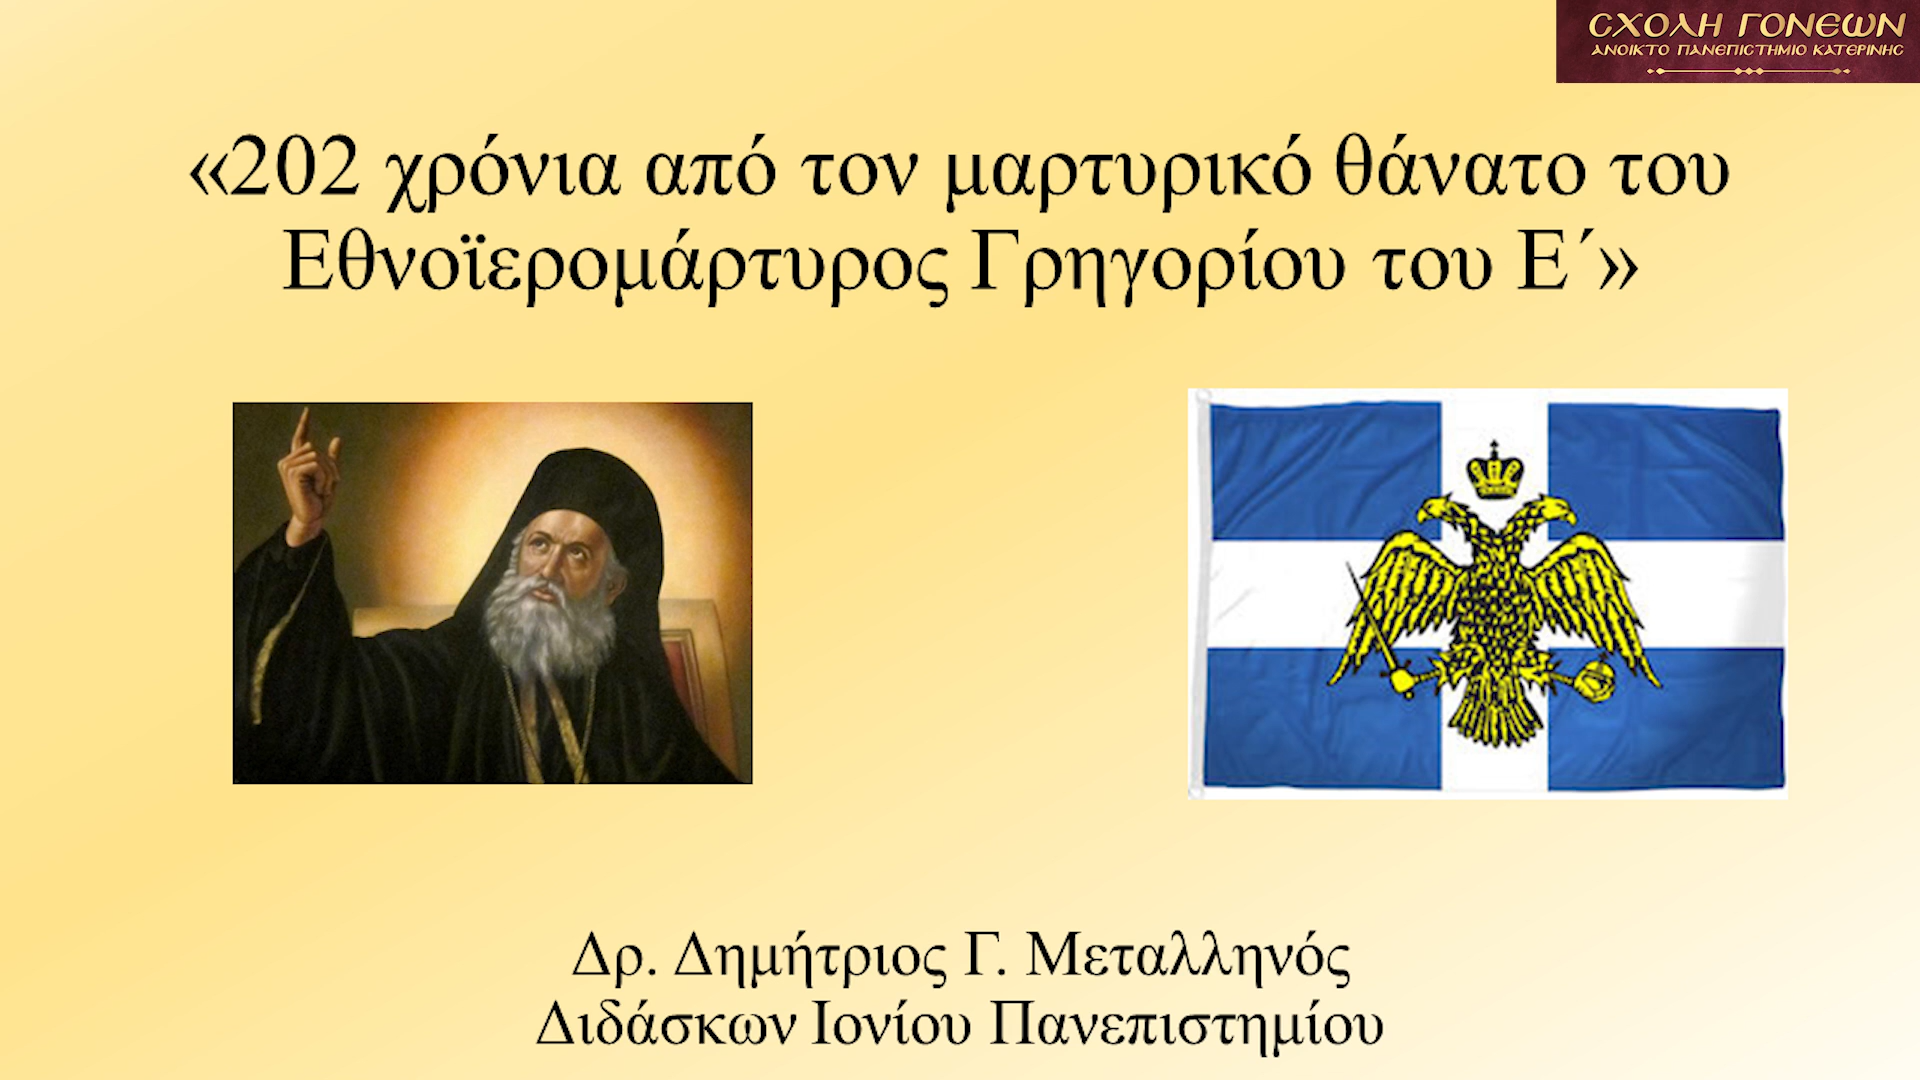 ΣΧΟΛΗ ΓΟΝΕΩΝ
ΑΝΟΙΚΤΟ ΠΑΝΕΠΙΣΤΗΜΙΟ ΚΑΤΕΡΙΝΗΣ
«202 χρόνια από τον μαρτυρικό θάνατο του
Εθνοϊερομάρτυρος Γρηγορίου του Ε΄»
Δρ. Δημήτριος Γ. Μεταλληνός
Διδάσκων Ιονίου Πανεπιστημίου